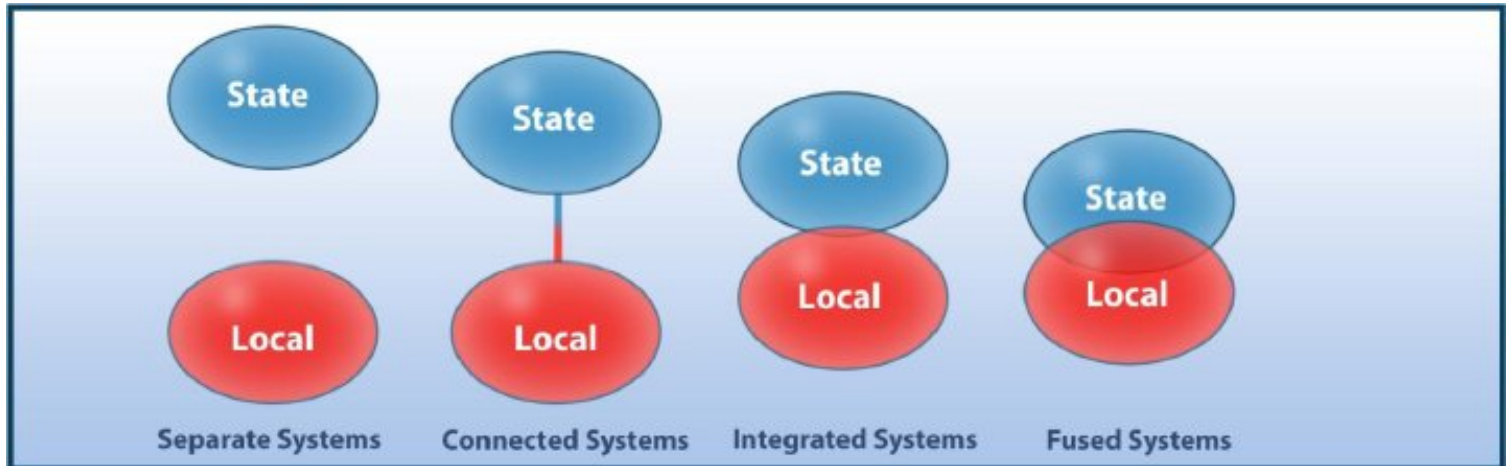 State
State
State
State
Local
Local
Local
Local
Separate Systems
Connected Systems
Integrated Systems
Fused Systems